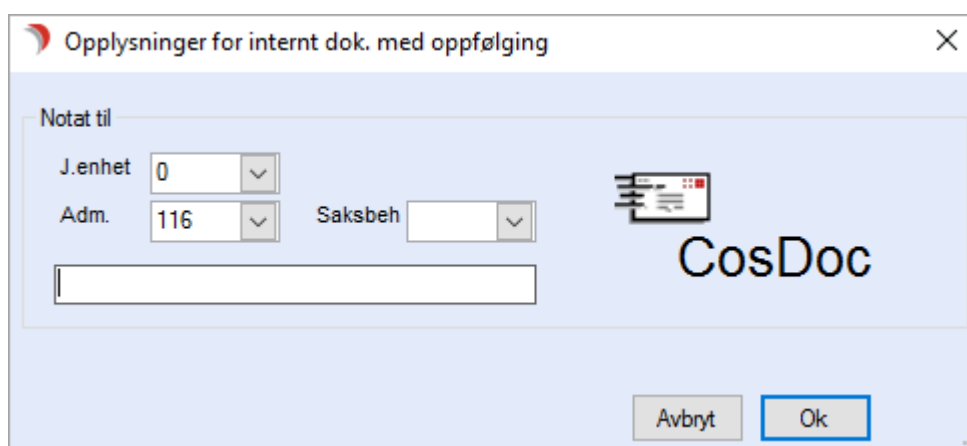 Opplysninger for internt dok. med oppfølging
Notat til
J.enhet 0
Adm. 116 Saksbeh
CosDoc
Avbryt Ok